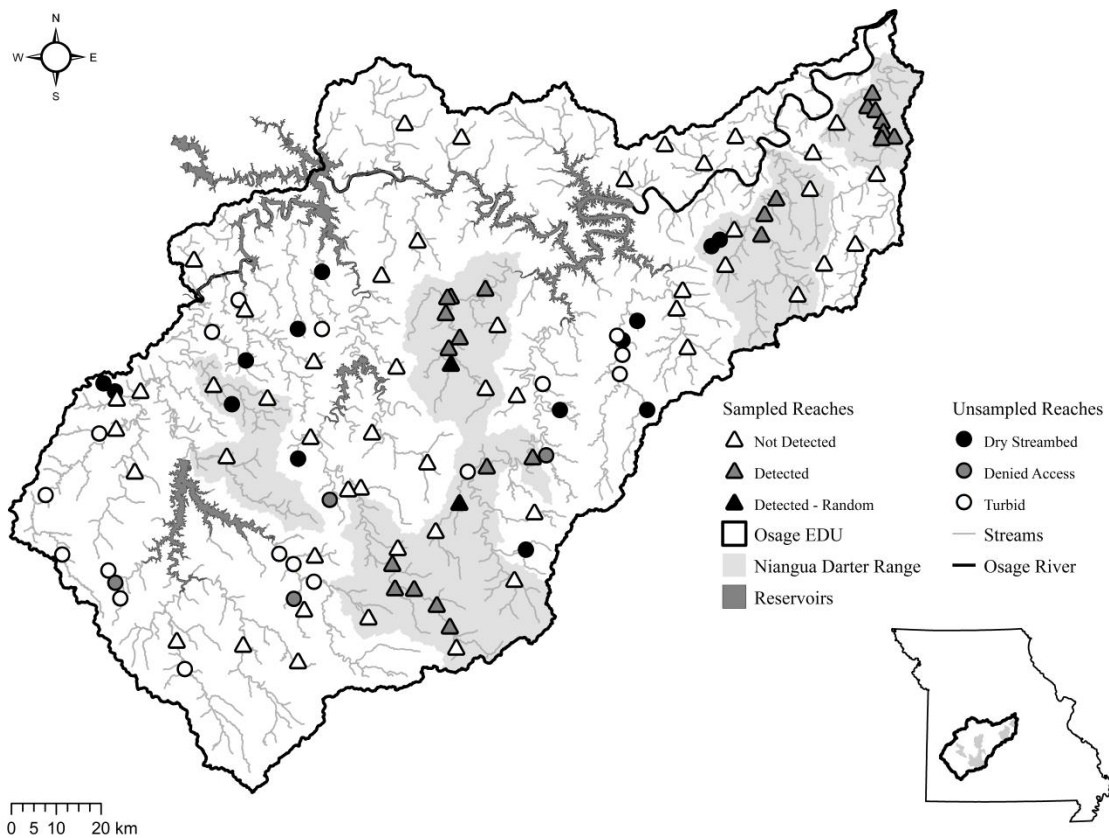 N
W E
S
Sampled Reaches
Not Detected
Detected
Detected - Random
Osage EDU
Niangua Darter Range
Reservoirs
Unsampled Reaches
Dry Streambed
Denied Access
Turbid
Streams
Osage River
0 5 10 20 km